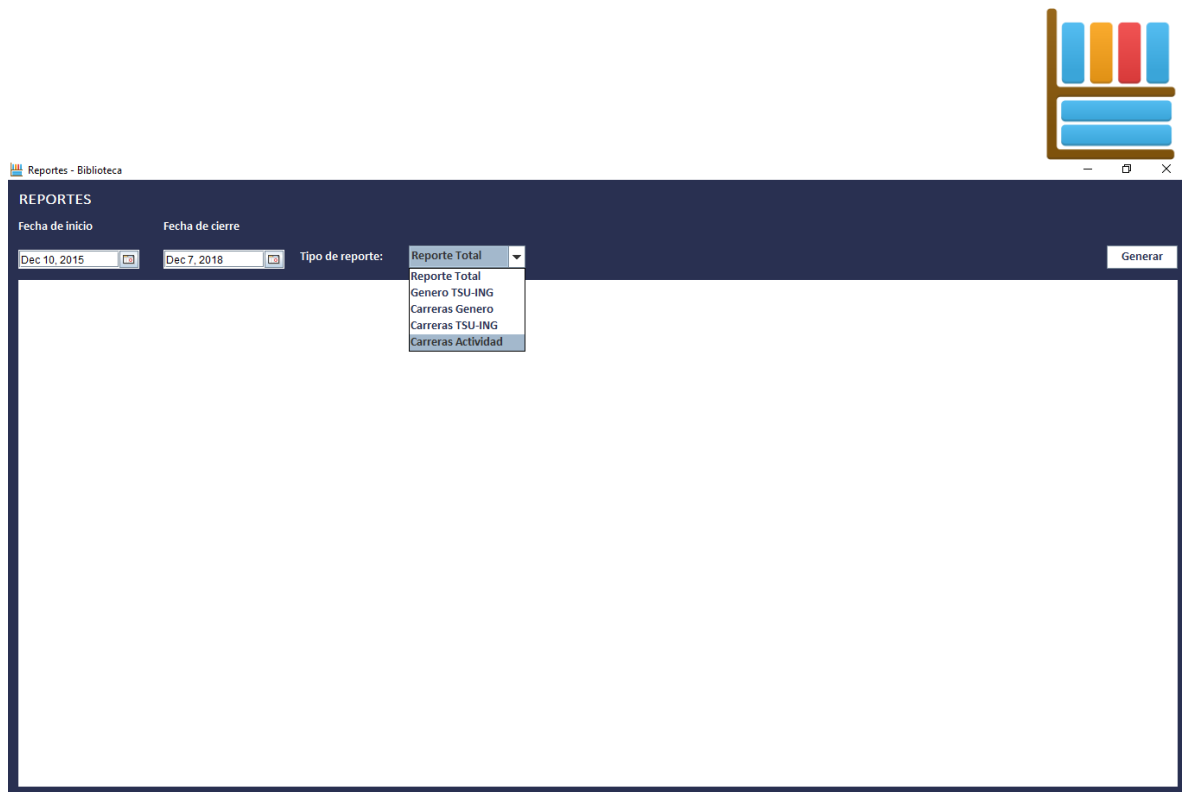 Reportes - Biblioteca
REPORTES
Fecha de inicio Fecha de cierre
Dec 10, 2015 Dec 7, 2018 Tipo de reporte: Reporte Total Generar
Reporte Total
Genero TSU-ING
Carreras Genero
Carreras TSU-ING
Carreras Actividad